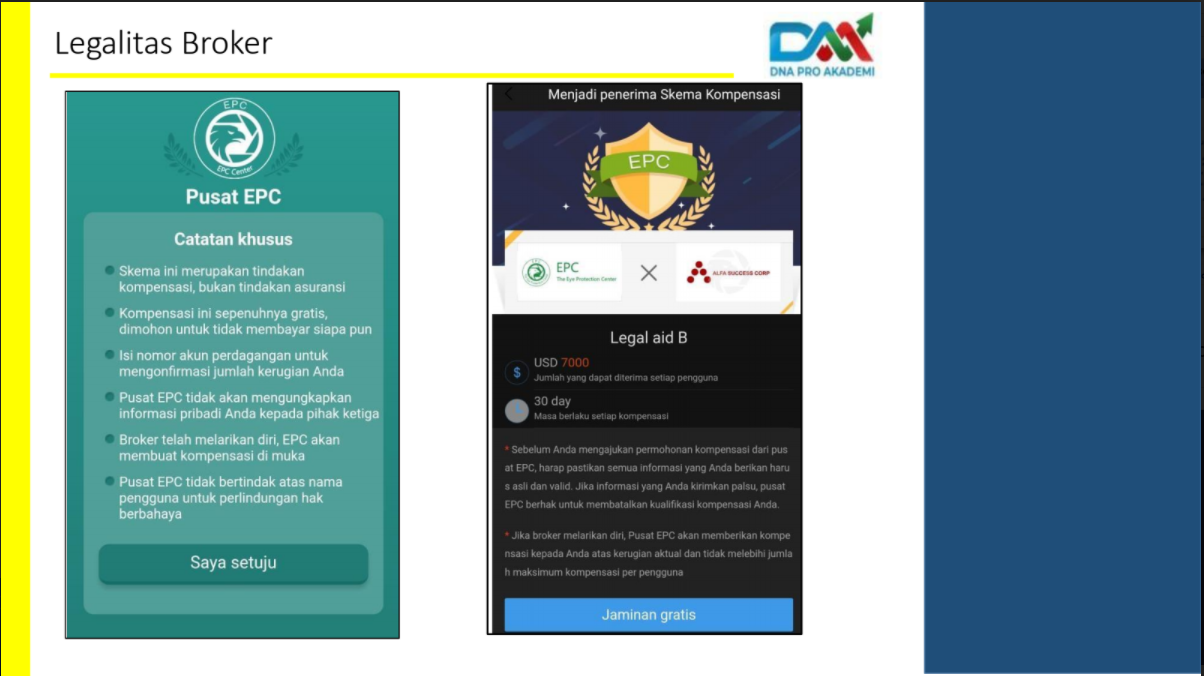 Legalitas Broker
DNA PRO AKADEMI
EPC
EPC Center
Pusat EPC
Catatan khusus
Skema ini merupakan tindakan
kompensasi, bukan tindakan asuransi
Kompensasi ini sepenuhnya gratis,
dimohon untuk tidak membayar siapa pun
Isi nomor akun perdagangan untuk
mengonfirmasi jumlah kerugian Anda
Pusat EPC tidak akan mengungkapkan
informasi pribadi Anda kepada pihak ketiga
Broker telah melarikan diri, EPC akan
membuat kompensasi di muka
Pusat EPC tidak bertindak atas nama
pengguna untuk perlindungan hak
berbahaya
Saya setuju
Menjadi penerima Skema Kompensasi
EPC
EPC
The Eye Protection Center
ALFA SUCCESS CORP
Legal aid B
$
USD 7000
Jumlah yang dapat diterima setiap pengguna
30 day
Masa berlaku setiap kompensasi
* Sebelum Anda mengajukan permohonan kompensasi dari pus
at EPC, harap pastikan semua informasi yang Anda berikan haru
s asli dan valid. Jika informasi yang Anda kirimkan palsu, pusat
EPC berhak untuk membatalkan kualifikasi kompensasi Anda.
* Jika broker melarikan diri, Pusat EPC akan memberikan kompe
nsasi kepada Anda atas kerugian aktual dan tidak melebihi jumla
h maksimum kompensasi per pengguna
Jaminan gratis